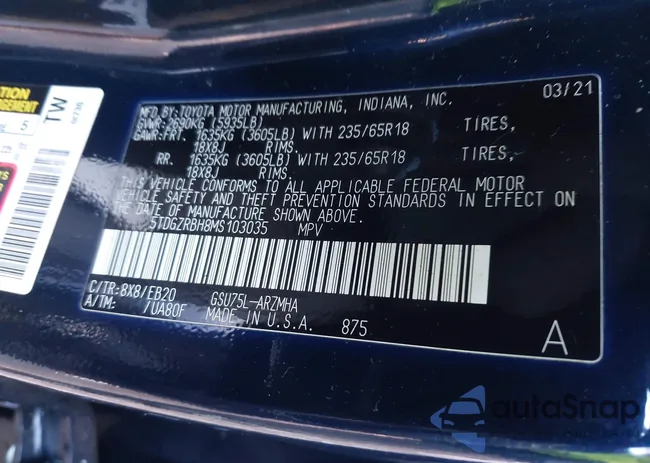 ATION
NAGEMENT
5
TW
MFD.BY:TOYOTA MOTOR MANUFACTURING, INDIANA, INC. 03/21
GVWR: 2690KG (5935LB)
GAWR:FRT. 1635KG (3605LB) WITH 235/65R18 TIRES,
18X8J RIMS.
RR. 1635KG (3605LB) WITH 235/65R18 TIRES,
18X8J RIMS.
THIS VEHICLE CONFORMS TO ALL APPLICABLE FEDERAL MOTOR
VEHICLE SAFETY AND THEFT PREVENTION STANDARDS IN EFFECT ON
THE DATE OF MANUFACTURE SHOWN ABOVE.
5TDGZRBH8MS103035 MPV
C/TR:8X8/EB20 GSU75L-ARZMHA
A/TM: /UA80F MADE IN U.S.A. 875 A
autoSnap